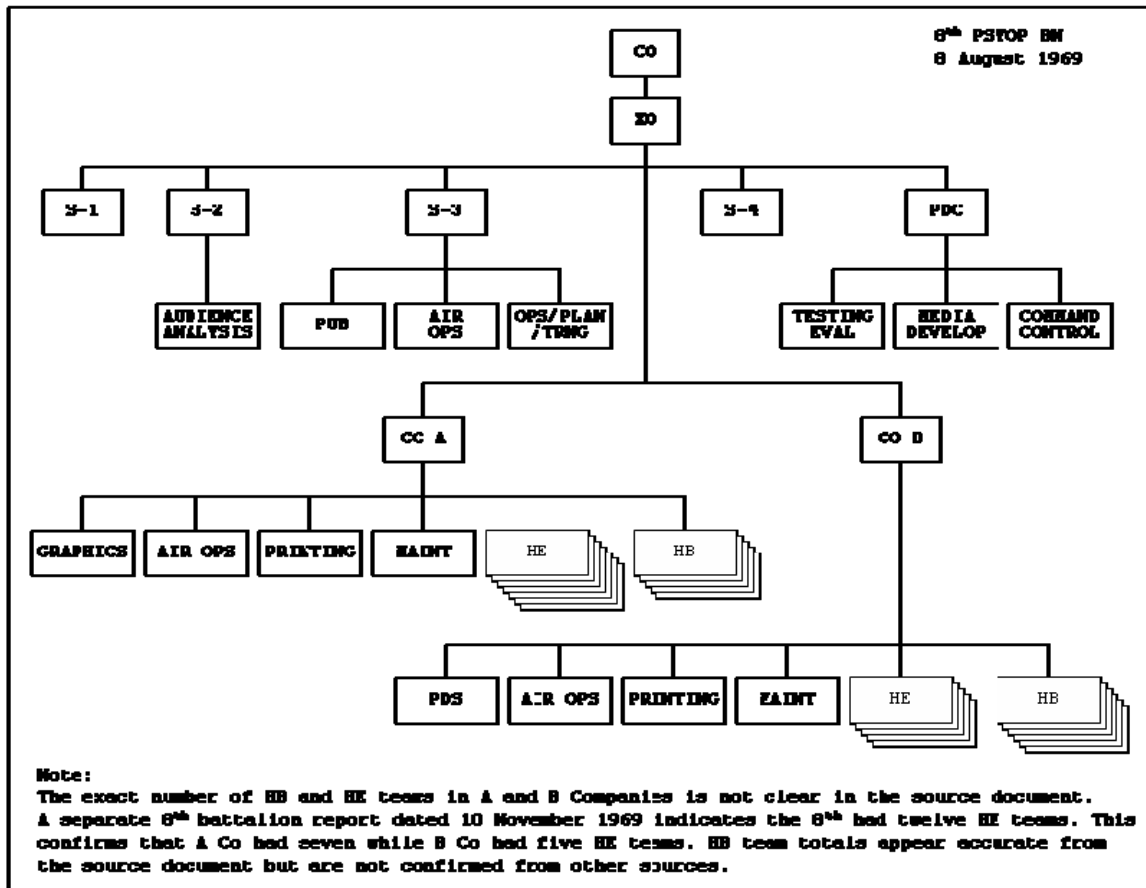 8th PSYOP BN
8 August 1969
CO
XO
S-1
S-2
S-3
S-4
PDC
AUDIENCE
ANALYSIS
PUB
AIR
OPS
OPS/PLAN
/TRNG
TESTING
EVAL
MEDIA
DEVELOP
COMMAND
CONTROL
CO A
CO B
GRAPHICS
AIR OPS
PRINTING
MAINT
HE
HB
PDS
AIR OPS
PRINTING
MAINT
HE
HB
Note:
The exact number of HB and HE teams in A and B Companies is not clear in the source document.
A separate 8th battalion report dated 10 November 1969 indicates the 8th had twelve HE teams. This
confirms that A Co had seven while B Co had five HE teams. HB team totals appear accurate from
the source document but are not confirmed from other sources.